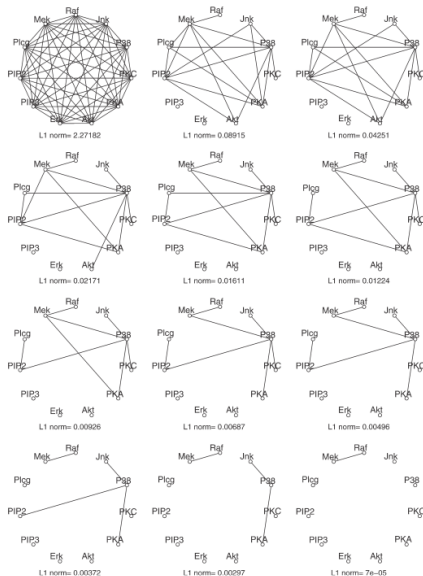 Raf
Mek Jnk
Plcg P38
PIP2 PKC
PIP3 PKA
Erk Akt
L1 norm= 2.27182
Raf
Mek Jnk
Plcg P38
PIP2 PKC
PIP3 PKA
Erk Akt
L1 norm= 0.08915
Raf
Mek Jnk
Plcg P38
PIP2 PKC
PIP3 PKA
Erk Akt
L1 norm= 0.04251
Raf
Mek Jnk
Plcg P38
PIP2 PKC
PIP3 PKA
Erk Akt
L1 norm= 0.02171
Raf
Mek Jnk
Plcg P38
PIP2 PKC
PIP3 PKA
Erk Akt
L1 norm= 0.01611
Raf
Mek Jnk
Plcg P38
PIP2 PKC
PIP3 PKA
Erk Akt
L1 norm= 0.01224
Raf
Mek Jnk
Plcg P38
PIP2 PKC
PIP3 PKA
Erk Akt
L1 norm= 0.00926
Raf
Mek Jnk
Plcg P38
PIP2 PKC
PIP3 PKA
Erk Akt
L1 norm= 0.00687
Raf
Mek Jnk
Plcg P38
PIP2 PKC
PIP3 PKA
Erk Akt
L1 norm= 0.00496
Raf
Mek Jnk
Plcg P38
PIP2 PKC
PIP3 PKA
Erk Akt
L1 norm= 0.00372
Raf
Mek Jnk
Plcg P38
PIP2 PKC
PIP3 PKA
Erk Akt
L1 norm= 0.00297
Raf
Mek Jnk
Plcg P38
PIP2 PKC
PIP3 PKA
Erk Akt
L1 norm= 7e−05